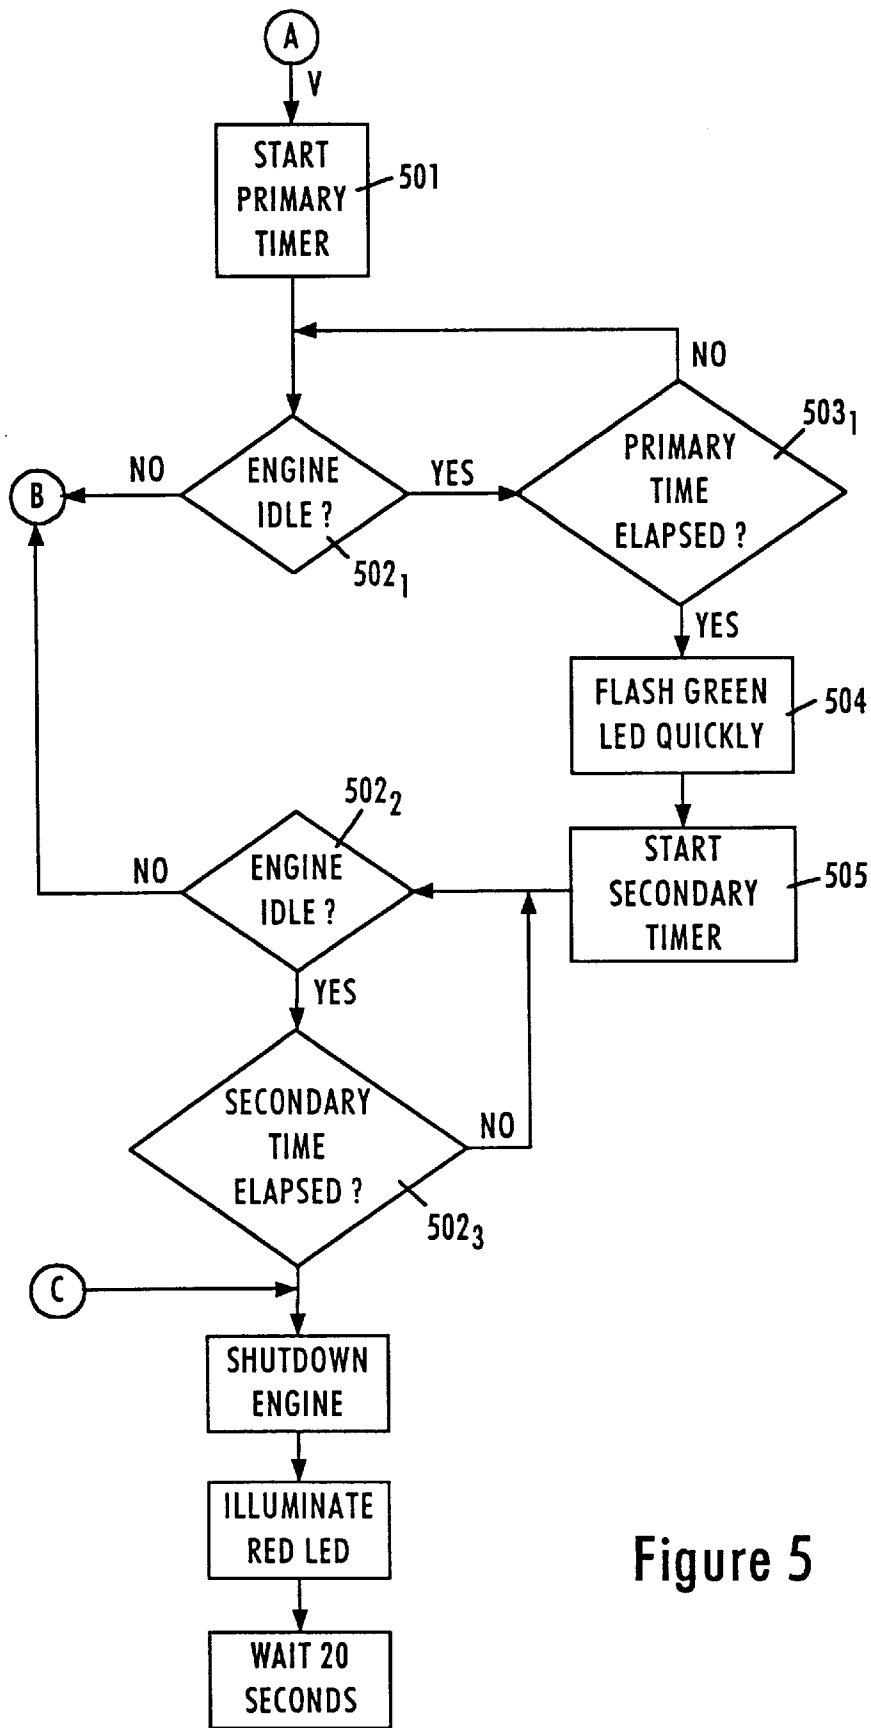 A
V
START
PRIMARY
TIMER
501
NO
503₁
PRIMARY
TIME
ELAPSED ?
NO
B
ENGINE
IDLE ?
YES
502₁
YES
FLASH GREEN
LED QUICKLY
504
START
SECONDARY
TIMER
505
502₂
ENGINE
IDLE ?
NO
YES
SECONDARY
TIME
ELAPSED ?
NO
502₃
C
SHUTDOWN
ENGINE
ILLUMINATE
RED LED
WAIT 20
SECONDS
Figure 5